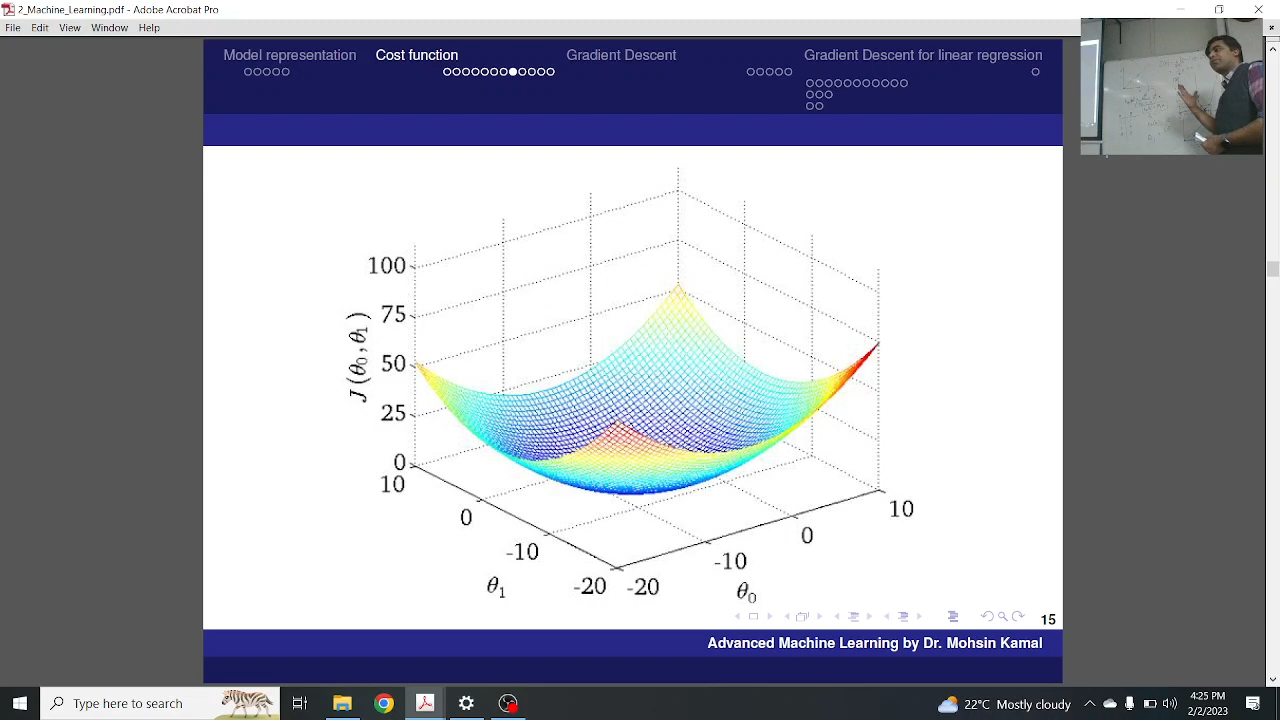 2_Machine_Learning.pdf - Adobe Acrobat Pro
File Edit View Window Help
Model representation Cost function Gradient Descent Gradient Descent for linear regression
100
75
50
25
0
J (θ₀, θ₁)
10
0
-10
-20
θ₁
-20
-10
0
10
θ₀
15
Advanced Machine Learning by Dr. Mohsin Kamal
Type here to search
22°C Mostly cloudy
4:25 PM
2/2/2023